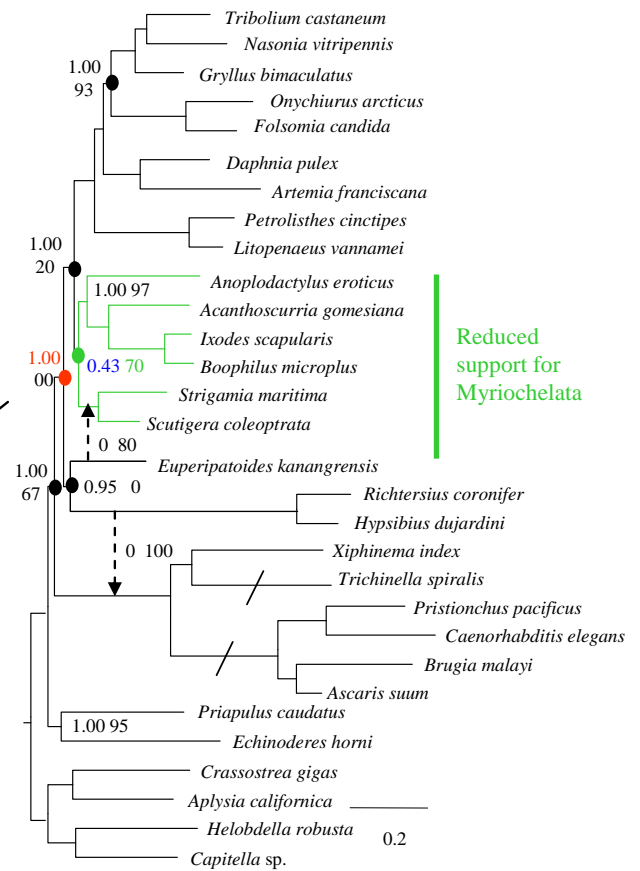 Tribolium castaneum
Nasonia vitripennis
1.00
Gryllus bimaculatus
93
Onychiurus arcticus
Folsomia candida
Daphnia pulex
Artemia franciscana
Petrolisthes cinctipes
1.00
Litopenaeus vannamei
20
Anoplodactylus eroticus
1.00 97
Acanthoscurria gomesiana
Ixodes scapularis
1.00
0.43 70
Boophilus microplus
00
Reduced
support for
Myriochelata
Strigamia maritima
Scutigera coleoptrata
0 80
Euperipatoides kanangrensis
1.00
67
0.95 0
Richtersius coronifer
Hypsibius dujardini
0 100
Xiphinema index
Trichinella spiralis
Pristionchus pacificus
Caenorhabditis elegans
Brugia malayi
Ascaris suum
Priapulus caudatus
1.00 95
Echinoderes horni
Crassostrea gigas
Aplysia californica
Helobdella robusta
0.2
Capitella sp.